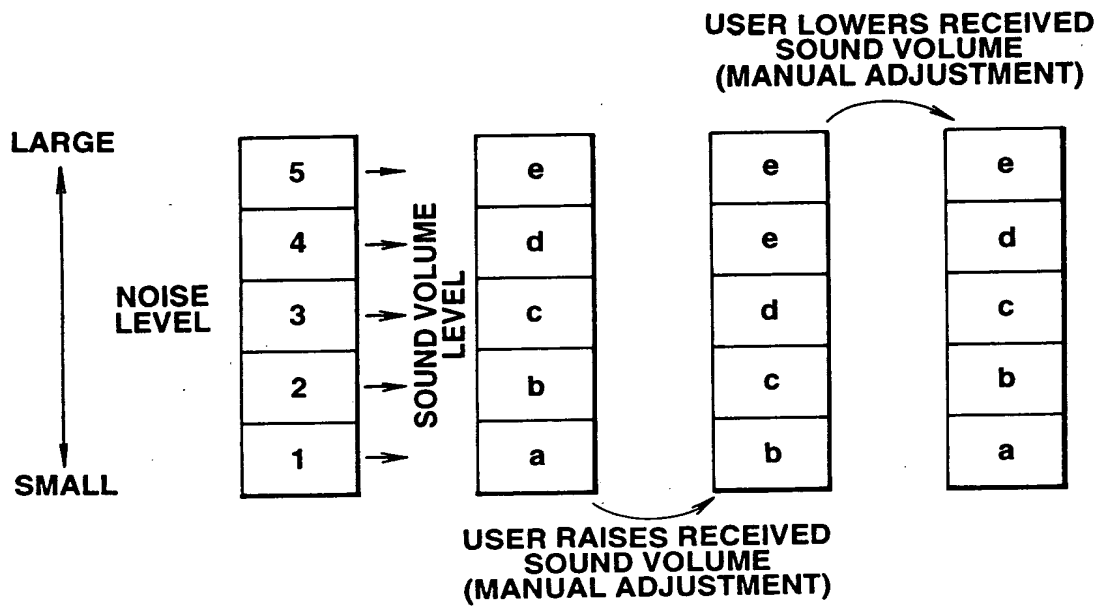 USER LOWERS RECEIVED
SOUND VOLUME
(MANUAL ADJUSTMENT)
LARGE
SMALL
NOISE
LEVEL
5
4
3
2
1
SOUND VOLUME
LEVEL
e
d
c
b
a
e
e
d
c
b
e
d
c
b
a
USER RAISES RECEIVED
SOUND VOLUME
(MANUAL ADJUSTMENT)